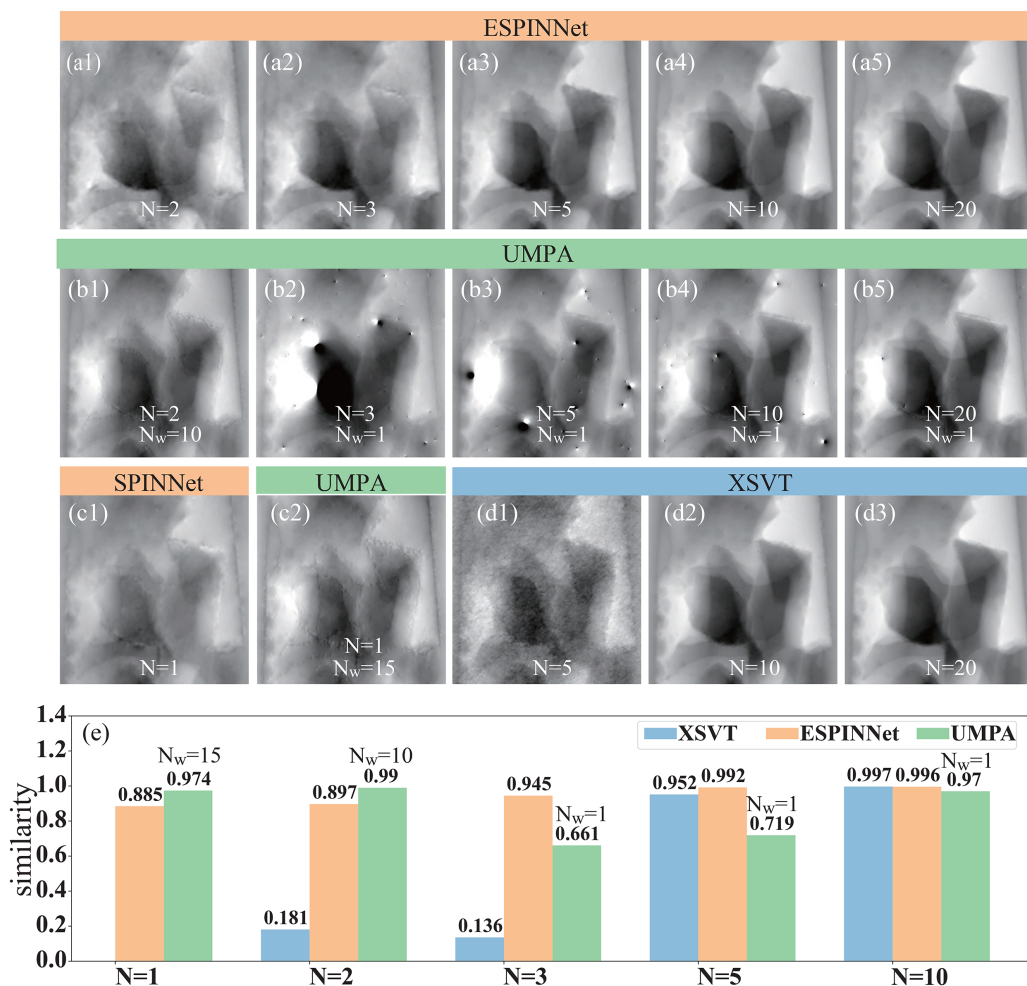 ESPINNet
(a1) (a2) (a3) (a4) (a5)
N=2 N=3 N=5 N=10 N=20
UMPA
(b1) (b2) (b3) (b4) (b5)
N=2 N=3 N=5 N=10 N=20
Nw=10 Nw=1 Nw=1 Nw=1 Nw=1
SPINNet UMPA XSVT
(c1) (c2) (d1) (d2) (d3)
N=1
N=1 Nw=15 N=5 N=10 N=20
(e)
XSVT ESPINNet UMPA
similarity
1.4
1.2
1.0
0.8
0.6
0.4
0.2
0.0
Nw=15 Nw=10 Nw=1 Nw=1 Nw=1
0.885 0.974 0.181 0.897 0.99 0.136 0.945 0.661 0.952 0.992 0.719 0.997 0.996 0.97
N=1 N=2 N=3 N=5 N=10